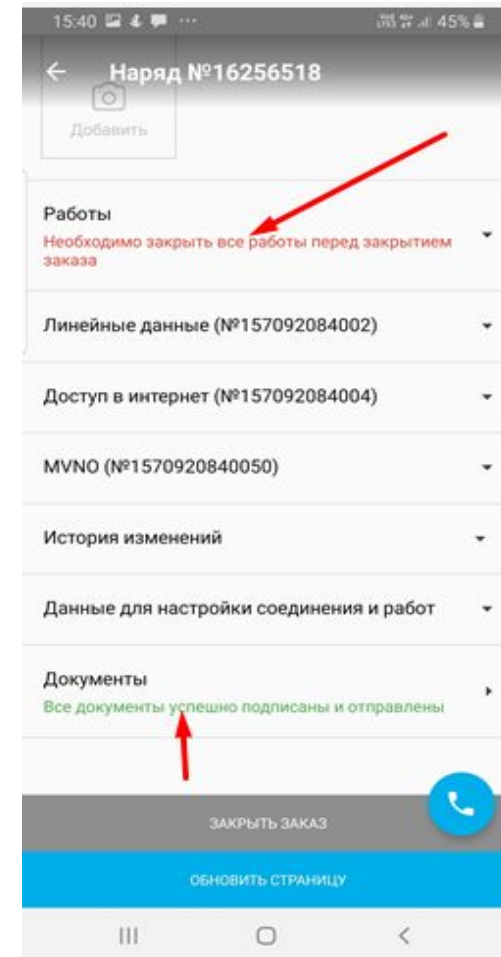 15:40 45%
Наряд №16256518
Добавить
Работы
Необходимо закрыть все работы перед закрытием
заказа
Линейные данные (№157092084002)
Доступ в интернет (№157092084004)
MVNO (№1570920840050)
История изменений
Данные для настройки соединения и работ
Документы
Все документы успешно подписаны и отправлены
ЗАКРЫТЬ ЗАКАЗ
ОБНОВИТЬ СТРАНИЦУ